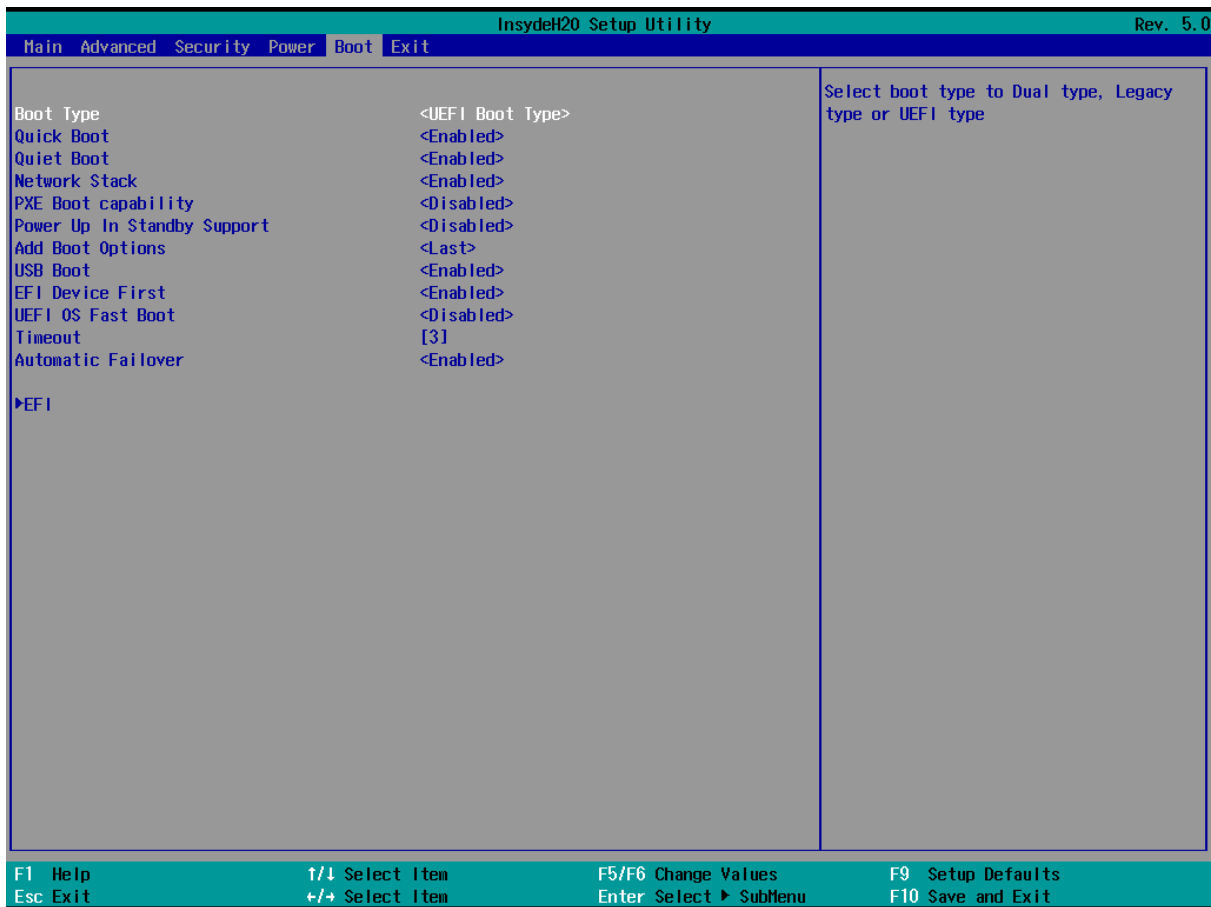 InsydeH20 Setup Utility Rev. 5.0
Main Advanced Security Power Boot Exit
Boot Type <UEFI Boot Type>
Quick Boot <Enabled>
Quiet Boot <Enabled>
Network Stack <Enabled>
PXE Boot capability <Disabled>
Power Up In Standby Support <Disabled>
Add Boot Options <Last>
USB Boot <Enabled>
EFI Device First <Enabled>
UEFI OS Fast Boot <Disabled>
Timeout [3]
Automatic Failover <Enabled>
▶EFI
Select boot type to Dual type, Legacy
type or UEFI type
F1 Help ↑/↓ Select Item F5/F6 Change Values F9 Setup Defaults
Esc Exit ←/→ Select Item Enter Select ▶ SubMenu F10 Save and Exit